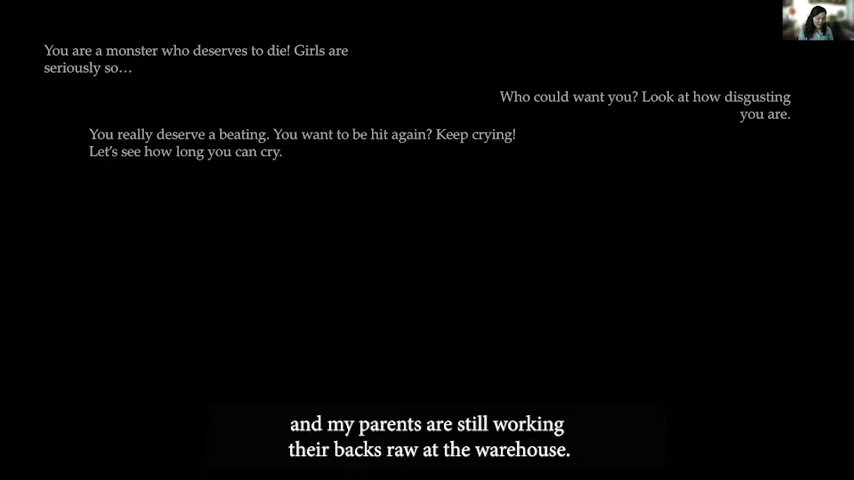 You are a monster who deserves to die! Girls are
seriously so…
Who could want you? Look at how disgusting
you are.
You really deserve a beating. You want to be hit again? Keep crying!
Let's see how long you can cry.
and my parents are still working
their backs raw at the warehouse.